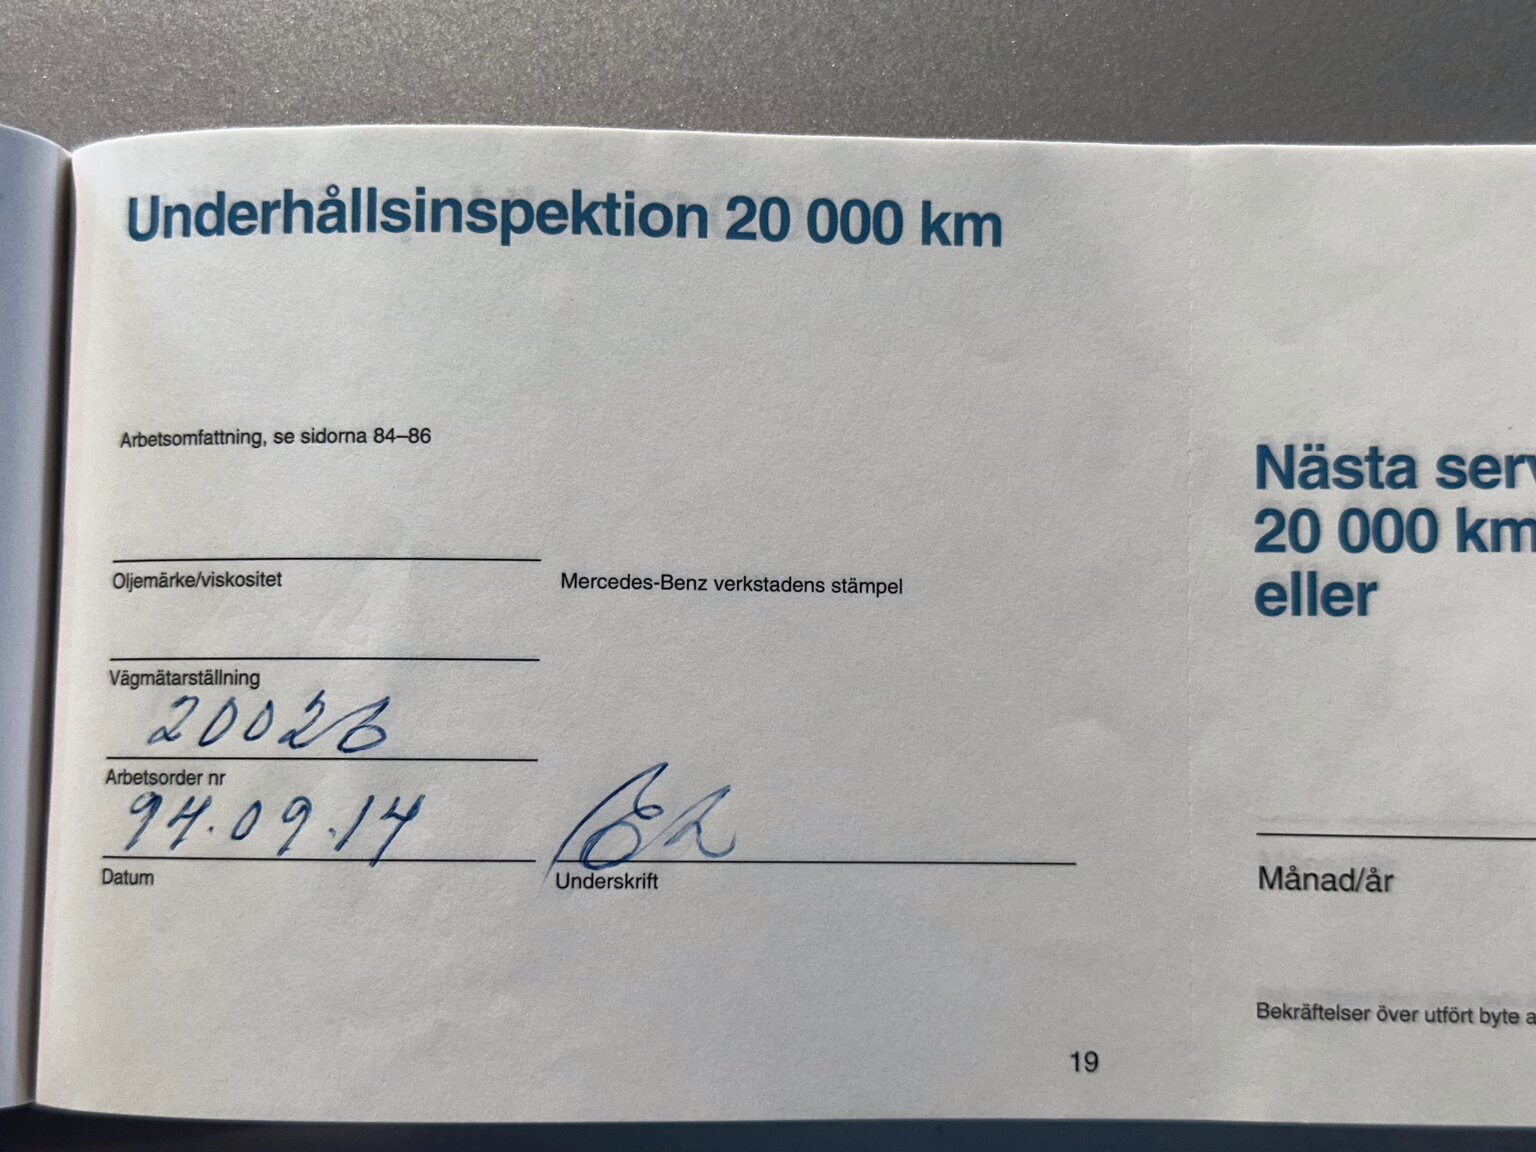 Underhållsinspektion 20 000 km
Arbetsomfattning, se sidorna 84–86
Oljemärke/viskositet
Mercedes-Benz verkstadens stämpel
Vägmätarställning
20026
Arbetsorder nr
94.09.14
Datum
Underskrift
19
Nästa serv
20 000 km
eller
Månad/år
Bekräftelser över utfört byte a